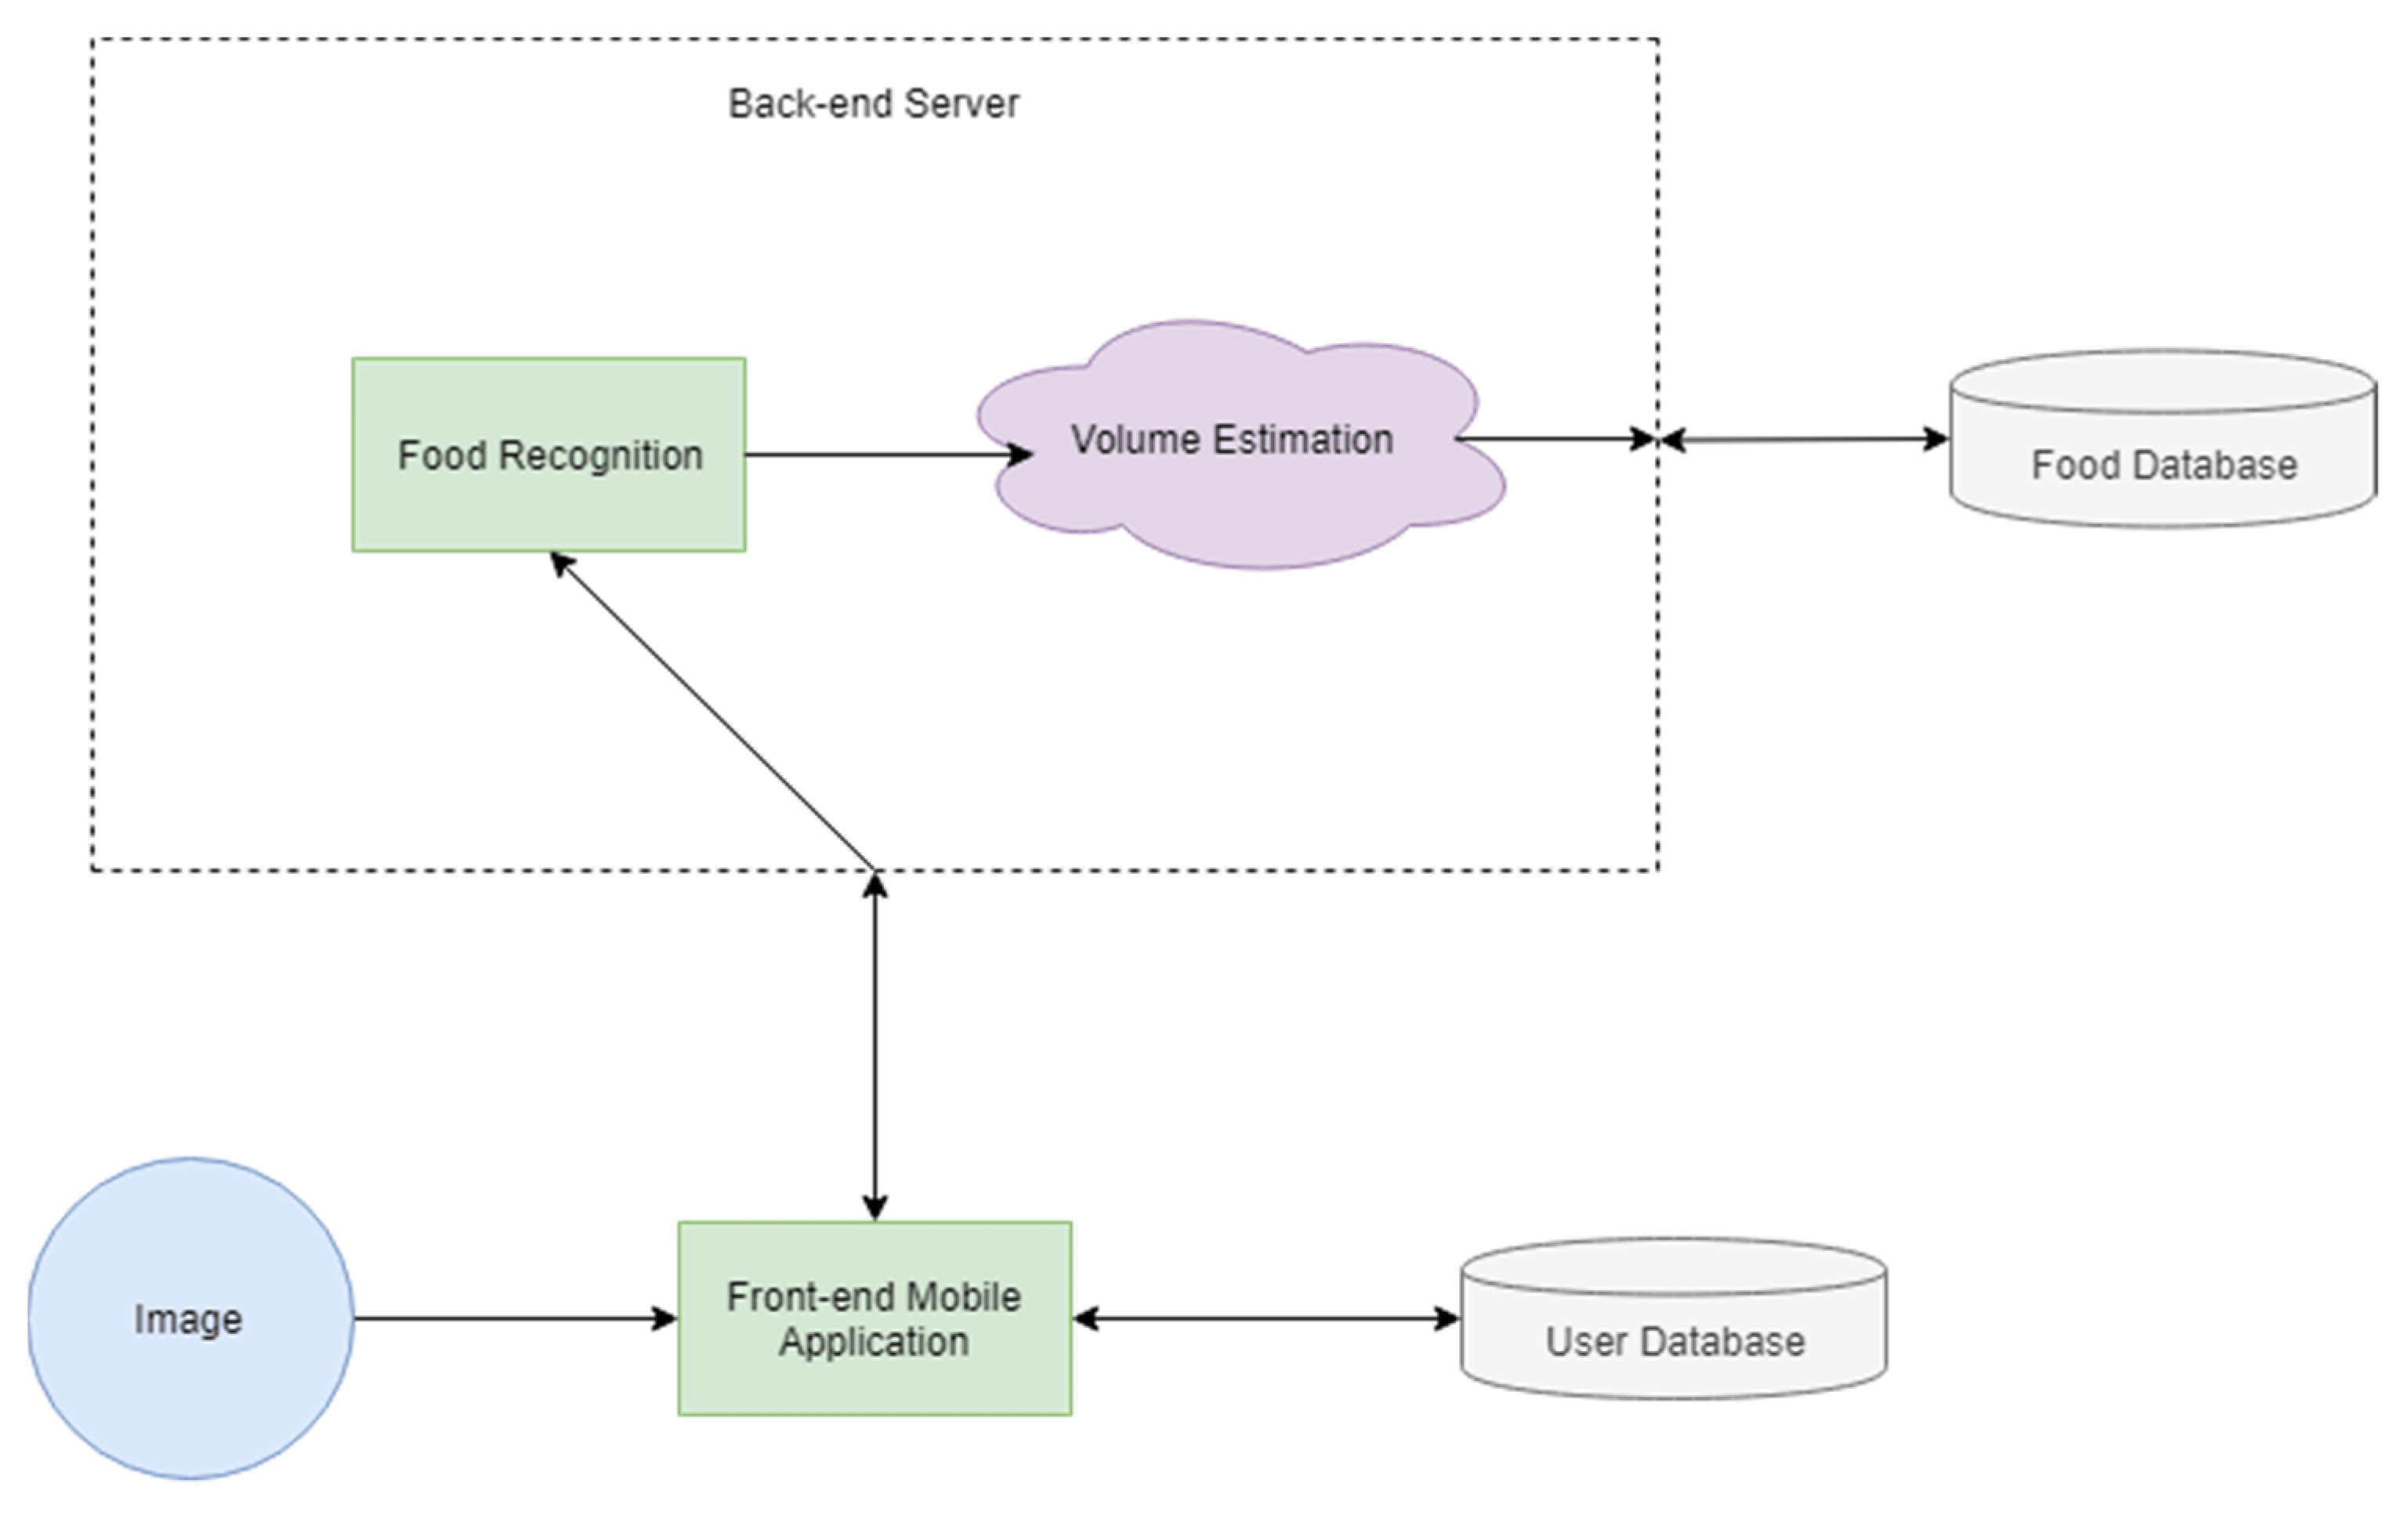 Back-end Server
Food Recognition
Volume Estimation
Food Database
Image
Front-end Mobile
Application
User Database